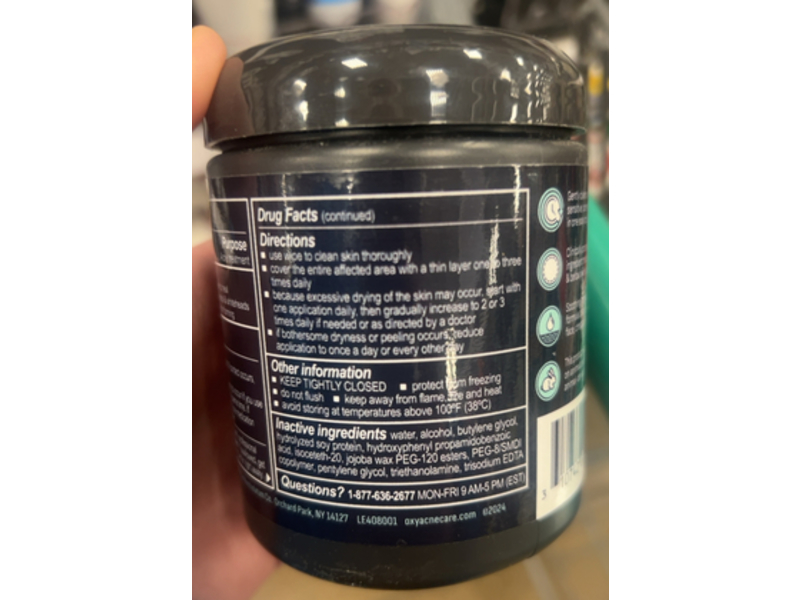 Purpose
Drug Facts (continued)
Directions
■ use wipe to clean skin thoroughly
■ cover the entire affected area with a thin layer one to three
times daily
■ because excessive drying of the skin may occur, start with
one application daily, then gradually increase to 2 or 3
times daily if needed or as directed by a doctor
■ if bothersome dryness or peeling occurs, reduce
application to once a day or every other day
Other information
■ KEEP TIGHTLY CLOSED ■ protect from freezing
■ do not flush ■ keep away from flame, fire and heat
■ avoid storing at temperatures above 100ºF (38ºC)
Inactive ingredients water, alcohol, butylene glycol,
hydrolyzed soy protein, hydroxyphenyl propamidobenzoic
acid, isoceteth-20, jojoba wax PEG-120 esters, PEG-8/SMDI
copolymer, pentylene glycol, triethanolamine, trisodium EDTA
Questions? 1-877-636-2677 MON-FRI 9 AM-5 PM (EST)
Orchard Park, NY 14127 LE408001 oxyacnecare.com ©2024